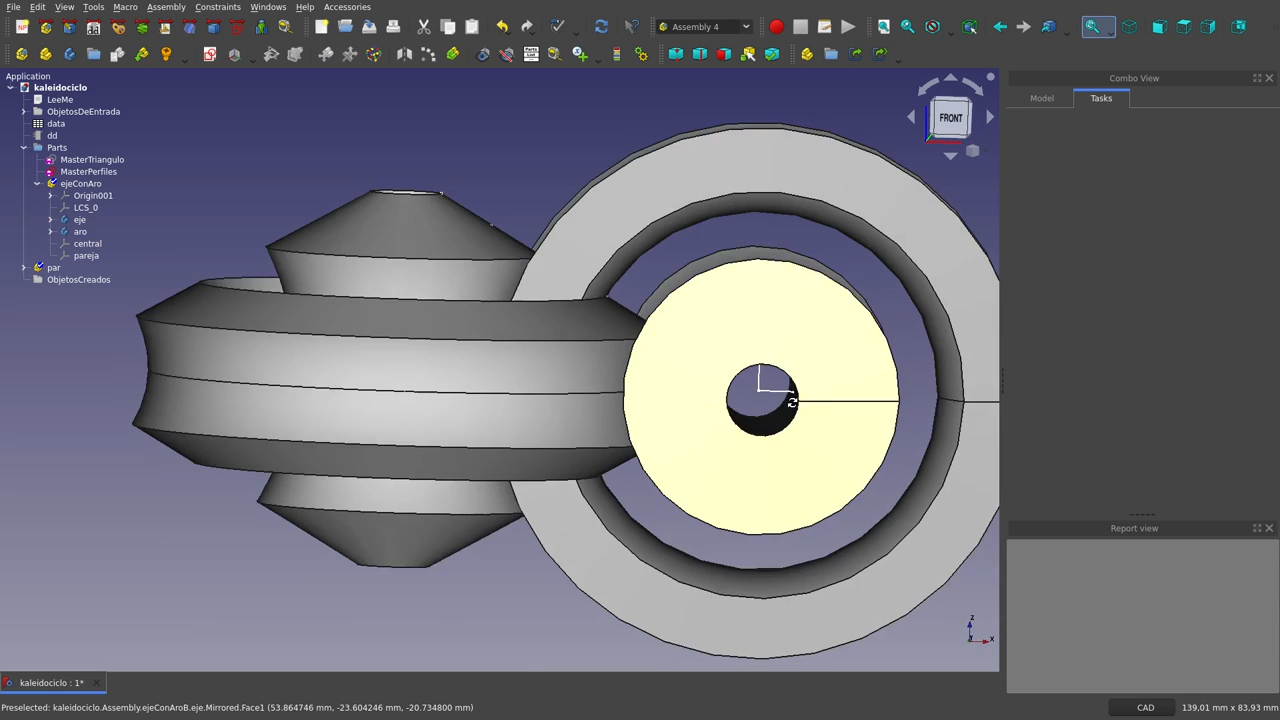 File Edit View Tools Macro Assembly Constraints Windows Help Accessories
Assembly 4
Application
kaleidociclo
LeeMe
ObjetosDeEntrada
data
dd
Parts
MasterTriangulo
MasterPerfiles
ejeConAro
Origin001
LCS_0
eje
aro
central
pareja
par
ObjetosCreados
FRONT
Z
X
Combo View
Model Tasks
Report view
kaleidociclo : 1*
Preselected: kaleidociclo.Assembly.ejeConAroB.eje.Mirrored.Face1 (53.864746 mm, -23.604246 mm, -20.734800 mm)
CAD
139,01 mm x 83,93 mm